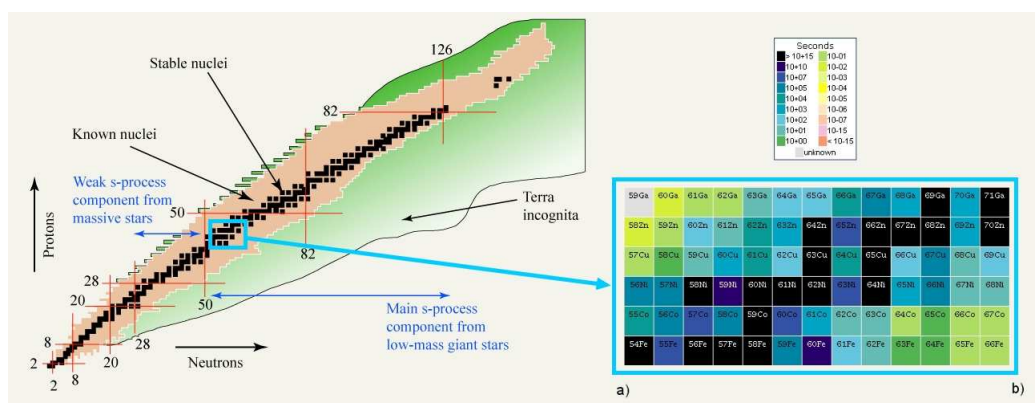 126
Stable nuclei
82
Known nuclei
Weak s-process
component from
massive stars
50
Protons
Terra
incognita
82
28
20
50
Main s-process
component from
low-mass giant stars
8
2
28
20
Neutrons
2
8
Seconds
> 10+15 10-01
10+10 10-02
10+07 10-03
10+05 10-04
10+04 10-05
10+03 10-06
10+02 10-07
10+01 10-15
10+00 < 10-15
unknown
59Ga 60Ga 61Ga 62Ga 63Ga 64Ga 65Ga 66Ga 67Ga 68Ga 69Ga 70Ga 71Ga
58Zn 59Zn 60Zn 61Zn 62Zn 63Zn 64Zn 65Zn 66Zn 67Zn 68Zn 69Zn 70Zn
57Cu 58Cu 59Cu 60Cu 61Cu 62Cu 63Cu 64Cu 65Cu 66Cu 67Cu 68Cu 69Cu
56Ni 57Ni 58Ni 59Ni 60Ni 61Ni 62Ni 63Ni 64Ni 65Ni 66Ni 67Ni 68Ni
55Co 56Co 57Co 58Co 59Co 60Co 61Co 62Co 63Co 64Co 65Co 66Co 67Co
54Fe 55Fe 56Fe 57Fe 58Fe 59Fe 60Fe 61Fe 62Fe 63Fe 64Fe 65Fe 66Fe
a) b)